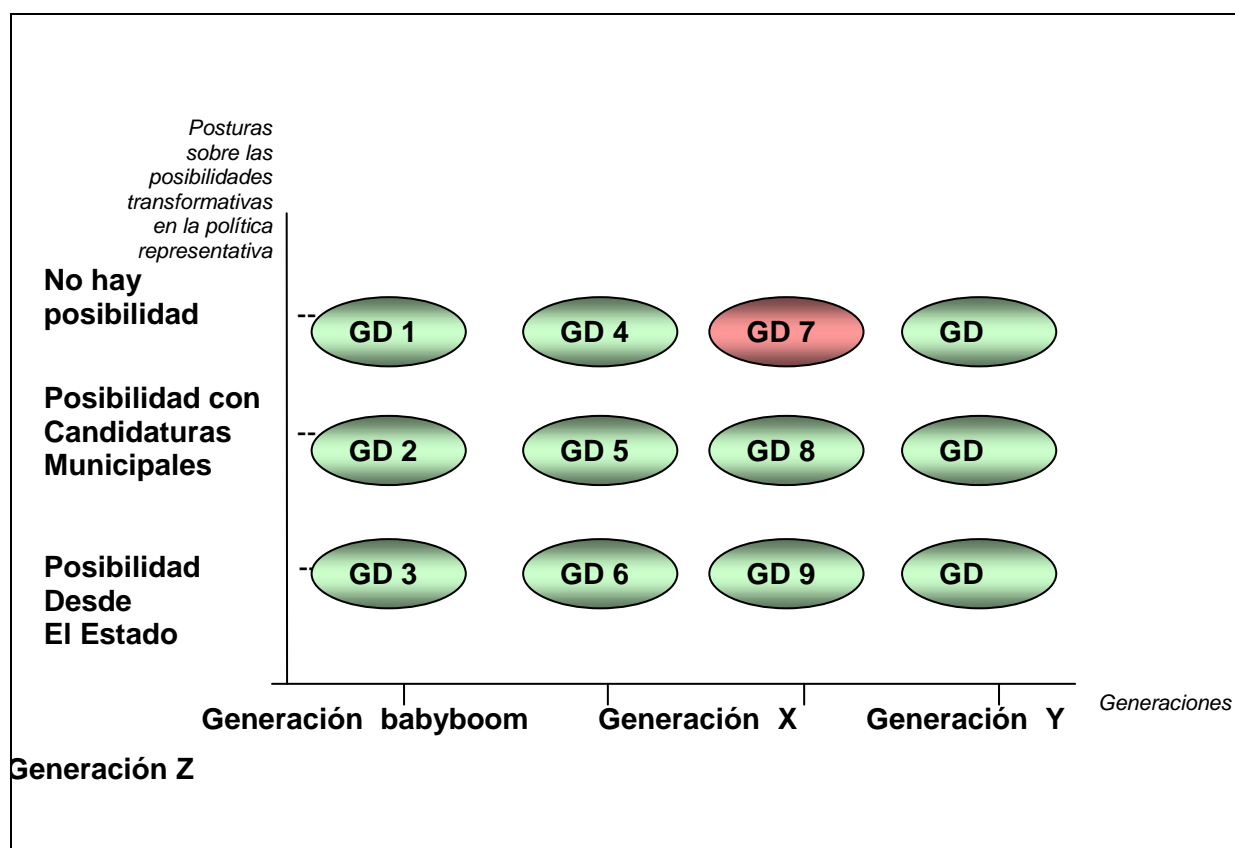 Posturas
sobre las
posibilidades
transformativas
en la política
representativa
No hay
posibilidad
--
GD 1
GD 4
GD 7
GD
Posibilidad con
Candidaturas
Municipales
--
GD 2
GD 5
GD 8
GD
Posibilidad
Desde
El Estado
--
GD 3
GD 6
GD 9
GD
Generación babyboom Generación X Generación Y
Generaciones
Generación Z